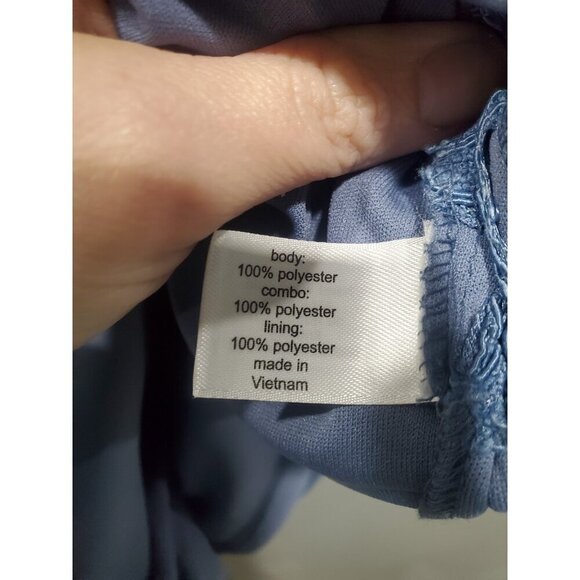 body:
100% polyester
combo:
100% polyester
lining:
100% polyester
made in
Vietnam